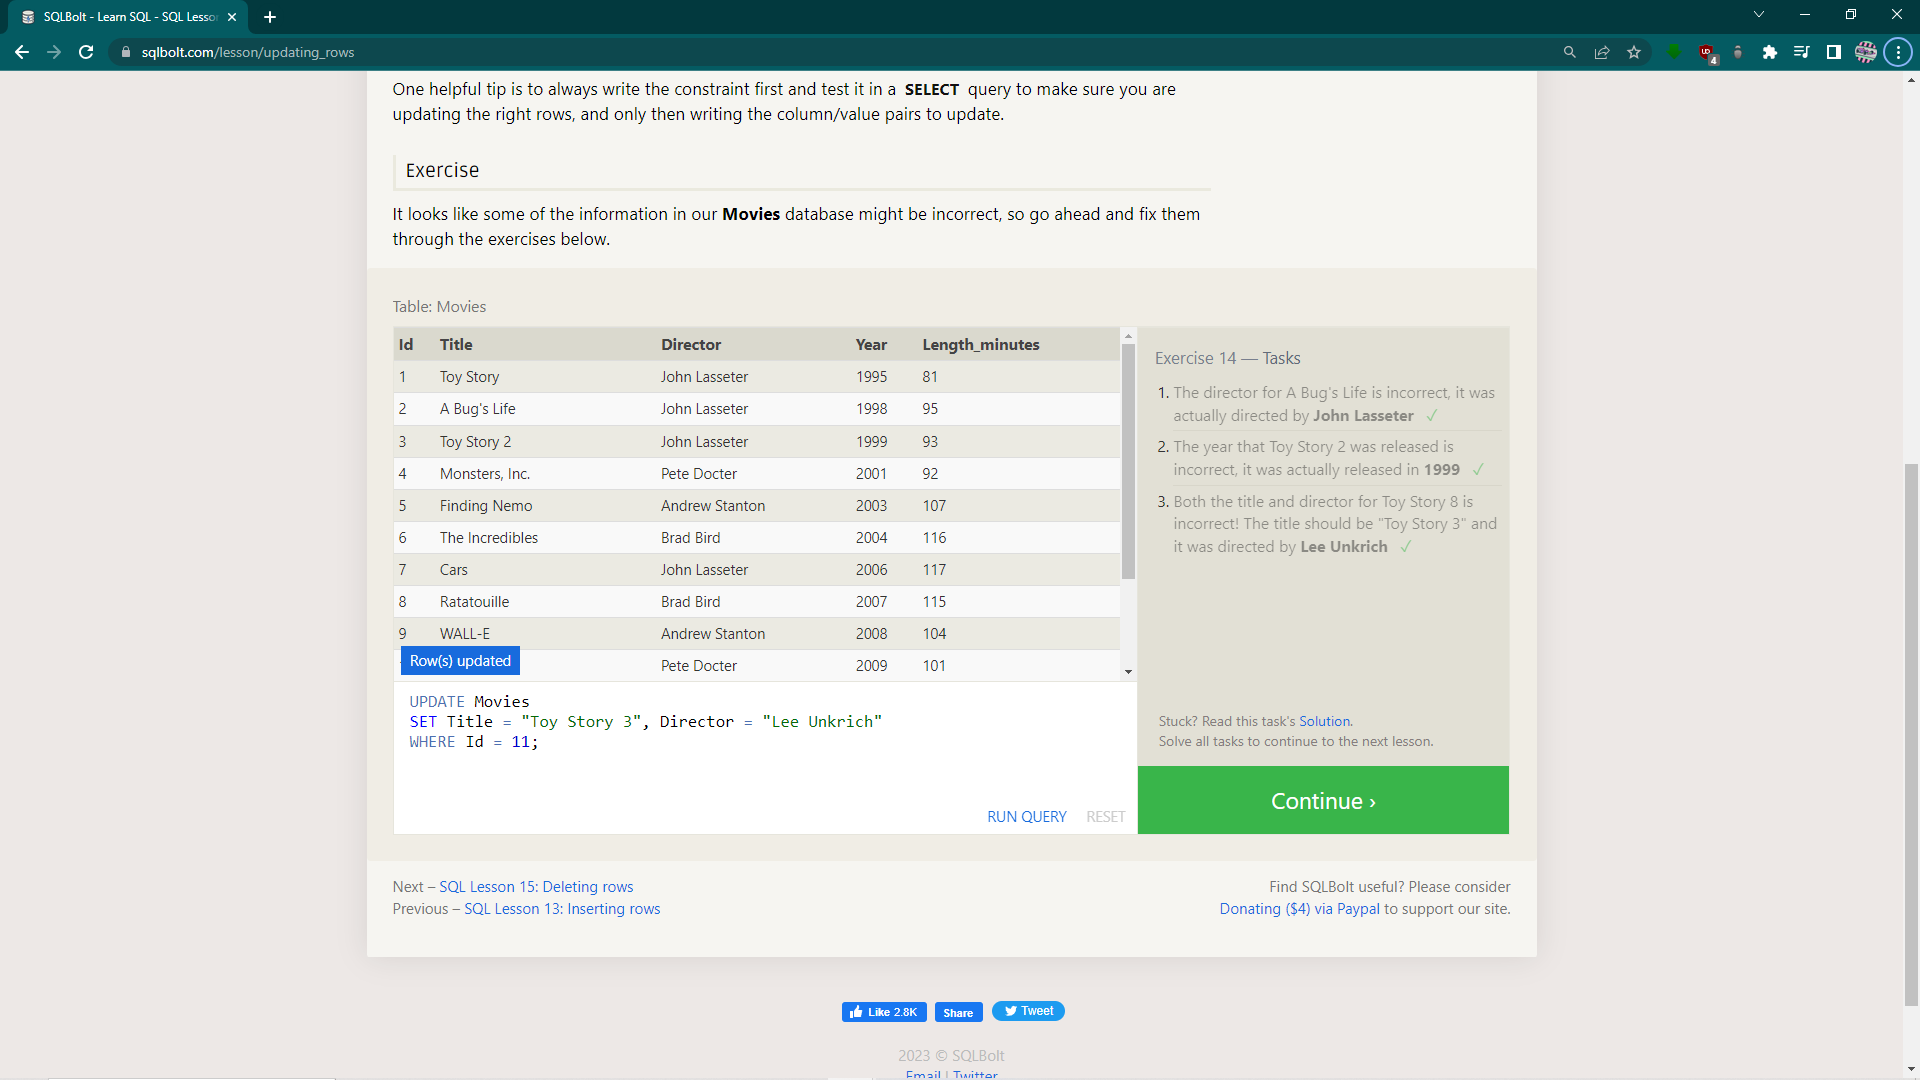 SQLBolt - Learn SQL - SQL Lesson
sqlbolt.com/lesson/updating_rows
4
One helpful tip is to always write the constraint first and test it in a SELECT query to make sure you are
updating the right rows, and only then writing the column/value pairs to update.
Exercise
It looks like some of the information in our Movies database might be incorrect, so go ahead and fix them
through the exercises below.
Table: Movies
Id Title Director Year Length_minutes
1 Toy Story John Lasseter 1995 81
2 A Bug's Life John Lasseter 1998 95
3 Toy Story 2 John Lasseter 1999 93
4 Monsters, Inc. Pete Docter 2001 92
5 Finding Nemo Andrew Stanton 2003 107
6 The Incredibles Brad Bird 2004 116
7 Cars John Lasseter 2006 117
8 Ratatouille Brad Bird 2007 115
9 WALL-E Andrew Stanton 2008 104
Pete Docter 2009 101
Row(s) updated
UPDATE Movies
SET Title = "Toy Story 3", Director = "Lee Unkrich"
WHERE Id = 11;
RUN QUERY RESET
Exercise 14 — Tasks
1. The director for A Bug's Life is incorrect, it was
actually directed by John Lasseter ✓
2. The year that Toy Story 2 was released is
incorrect, it was actually released in 1999 ✓
3. Both the title and director for Toy Story 8 is
incorrect! The title should be "Toy Story 3" and
it was directed by Lee Unkrich ✓
Stuck? Read this task's Solution.
Solve all tasks to continue to the next lesson.
Continue ›
Next – SQL Lesson 15: Deleting rows
Previous – SQL Lesson 13: Inserting rows
Find SQLBolt useful? Please consider
Donating ($4) via Paypal to support our site.
Like 2.8K Share Tweet
2023 © SQLBolt
Email | Twitter